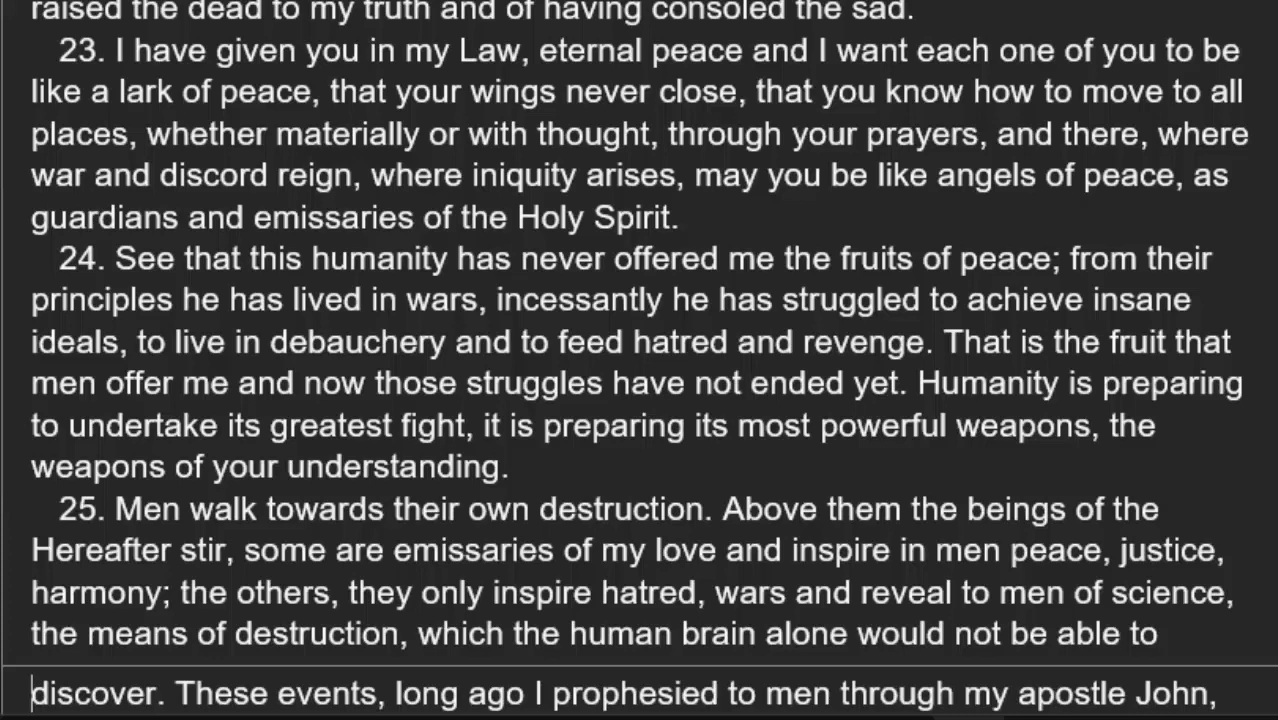 raised the dead to my truth and of having consoled the sad.
23. I have given you in my Law, eternal peace and I want each one of you to be
like a lark of peace, that your wings never close, that you know how to move to all
places, whether materially or with thought, through your prayers, and there, where
war and discord reign, where iniquity arises, may you be like angels of peace, as
guardians and emissaries of the Holy Spirit.
24. See that this humanity has never offered me the fruits of peace; from their
principles he has lived in wars, incessantly he has struggled to achieve insane
ideals, to live in debauchery and to feed hatred and revenge. That is the fruit that
men offer me and now those struggles have not ended yet. Humanity is preparing
to undertake its greatest fight, it is preparing its most powerful weapons, the
weapons of your understanding.
25. Men walk towards their own destruction. Above them the beings of the
Hereafter stir, some are emissaries of my love and inspire in men peace, justice,
harmony; the others, they only inspire hatred, wars and reveal to men of science,
the means of destruction, which the human brain alone would not be able to
discover. These events, long ago I prophesied to men through my apostle John,